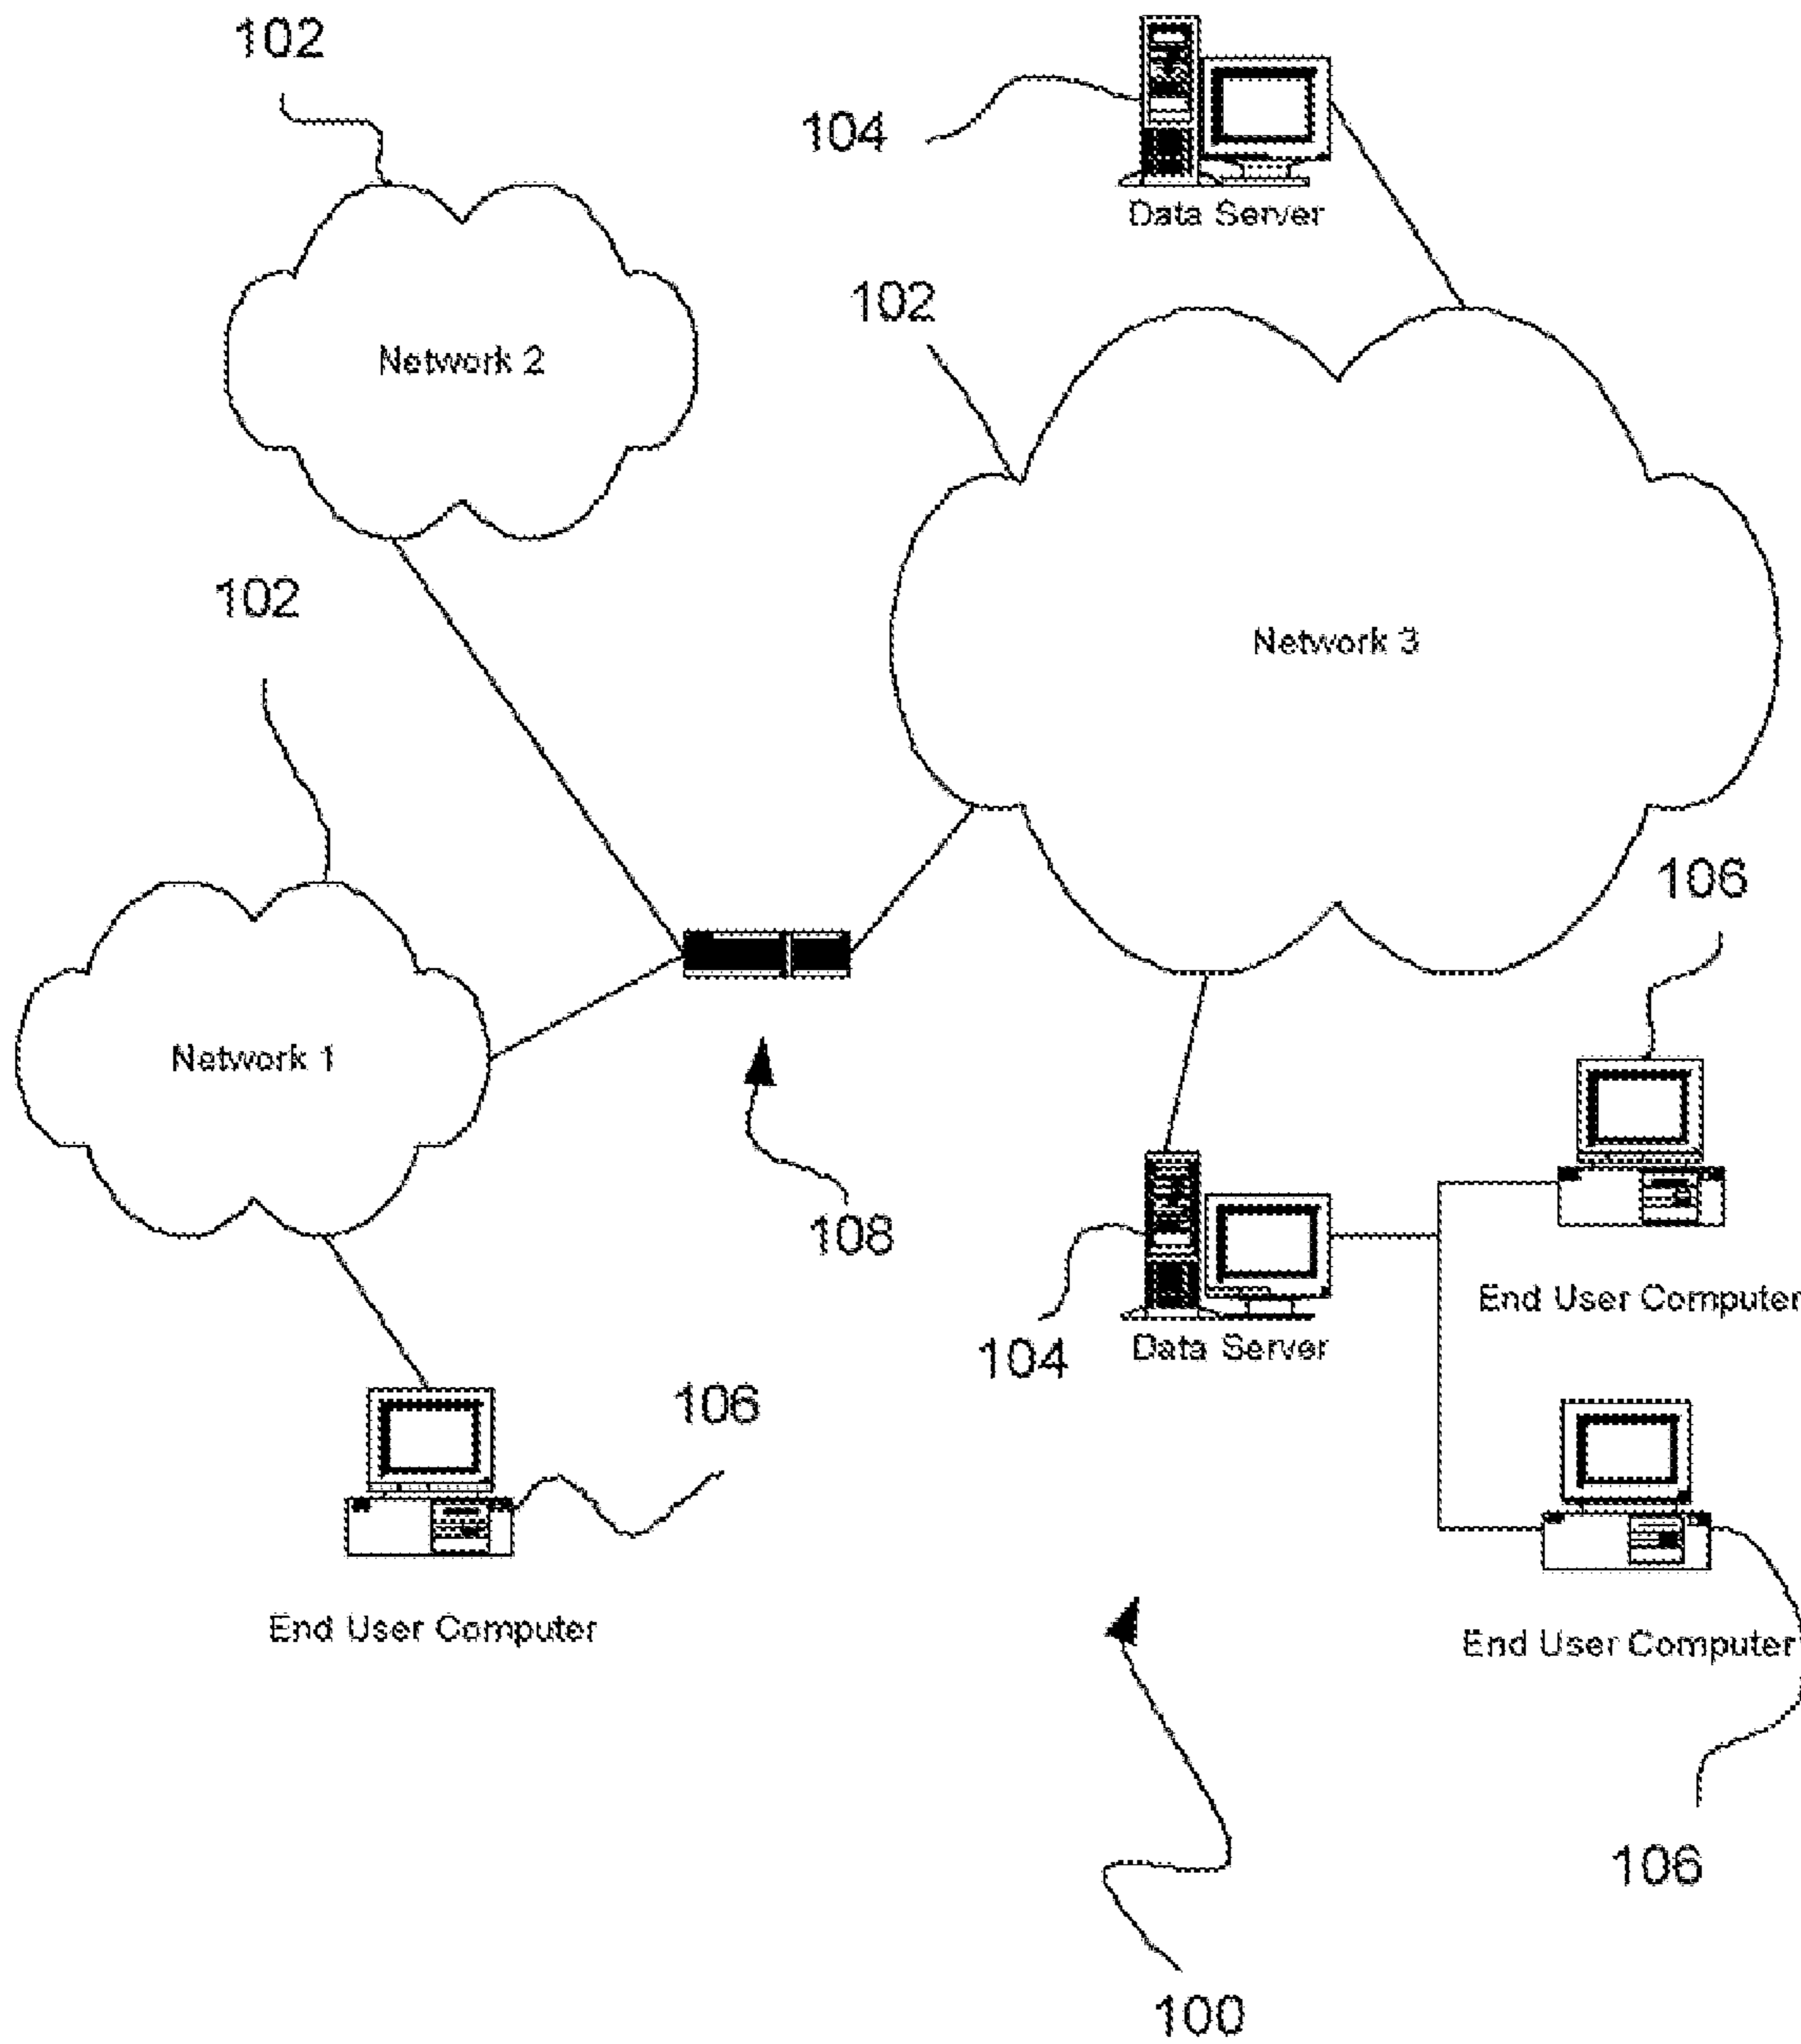 102
104
Data Server
102
Network 2
102
Network 3
106
Network 1
108
End User Computer
104
Data Server
106
End User Computer
End User Computer
106
100